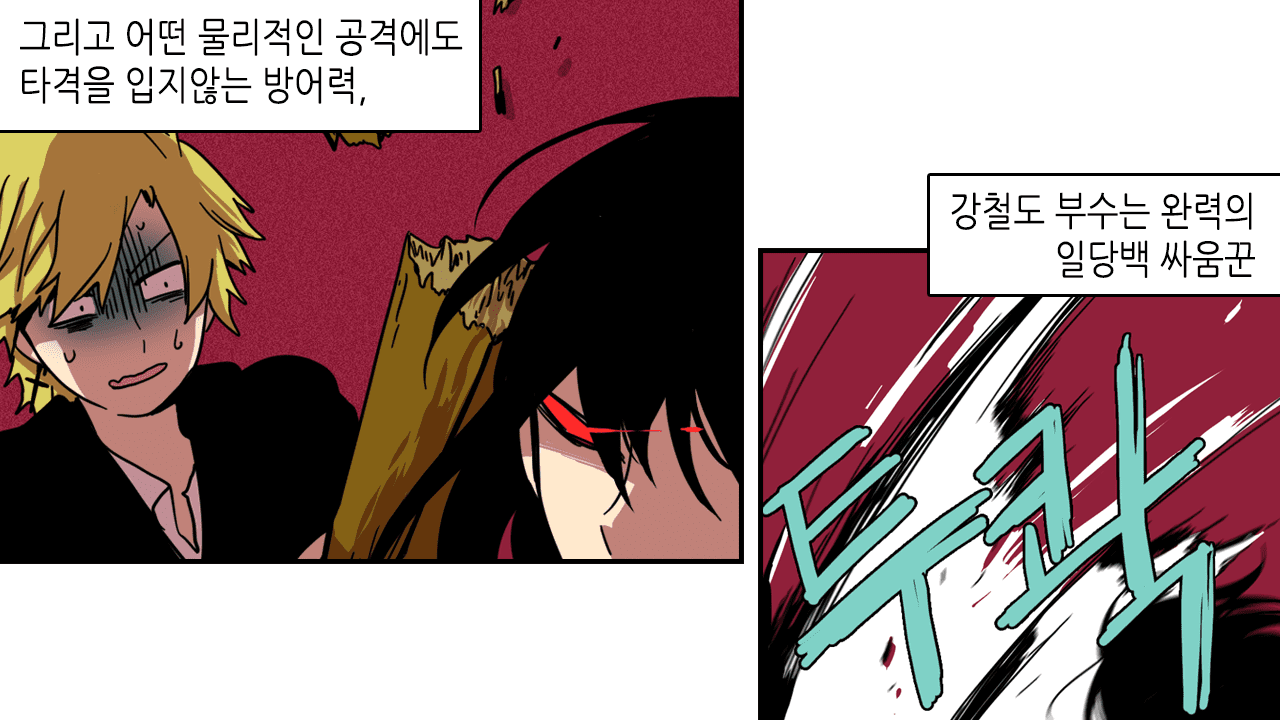 그리고 어떤 물리적인 공격에도
타격을 입지않는 방어력,
강철도 부수는 완력의
일당백 싸움꾼
투콱